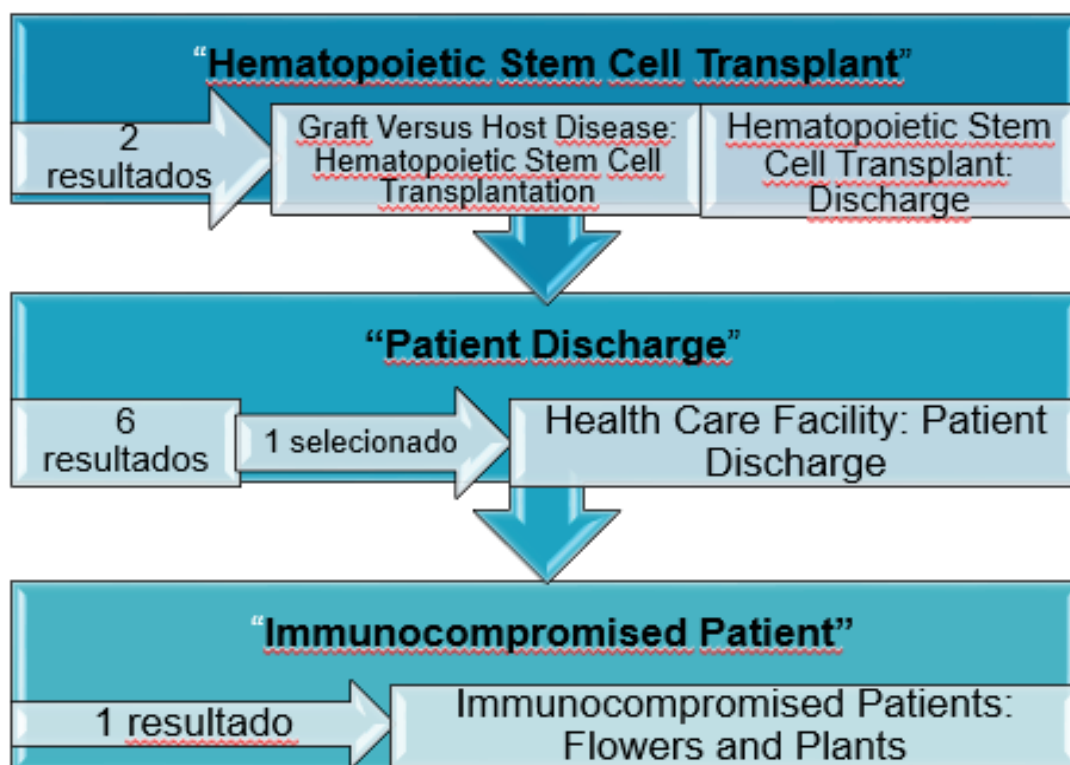 “Hematopoietic Stem Cell Transplant”
2
resultados
Graft Versus Host Disease:
Hematopoietic Stem Cell
Transplantation
Hematopoietic Stem
Cell Transplant:
Discharge
“Patient Discharge”
6
resultados
1 selecionado
Health Care Facility: Patient
Discharge
“Immunocompromised Patient”
1 resultado
Immunocompromised Patients:
Flowers and Plants